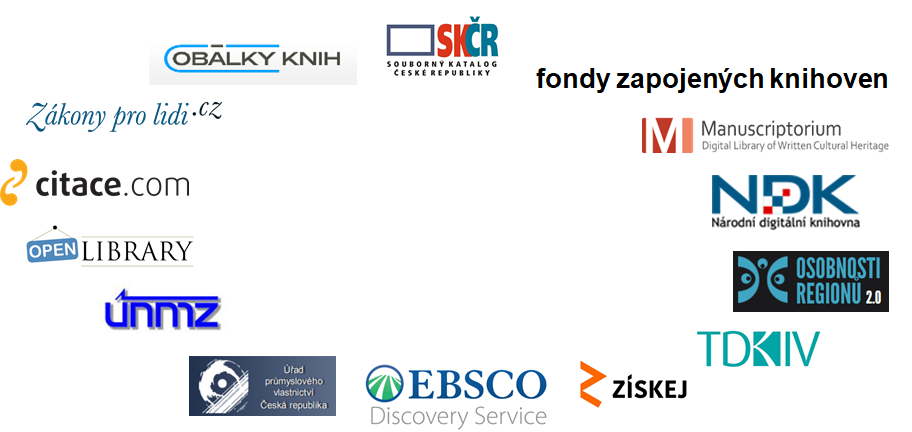 OBÁLKY KNIH
SKČR
SOUBORNÝ KATALOG
ČESKÉ REPUBLIKY
fondy zapojených knihoven
Zákony pro lidi.cz
Manuscriptorium
Digital Library of Written Cultural Heritage
citace.com
NDK
Národní digitální knihovna
OPEN LIBRARY
OSOBNOSTI
REGIONŮ 2.0
únmz
TDKIV
Úřad
průmyslového
vlastnictví
Česká republika
EBSCO
Discovery Service
ZÍSKEJ